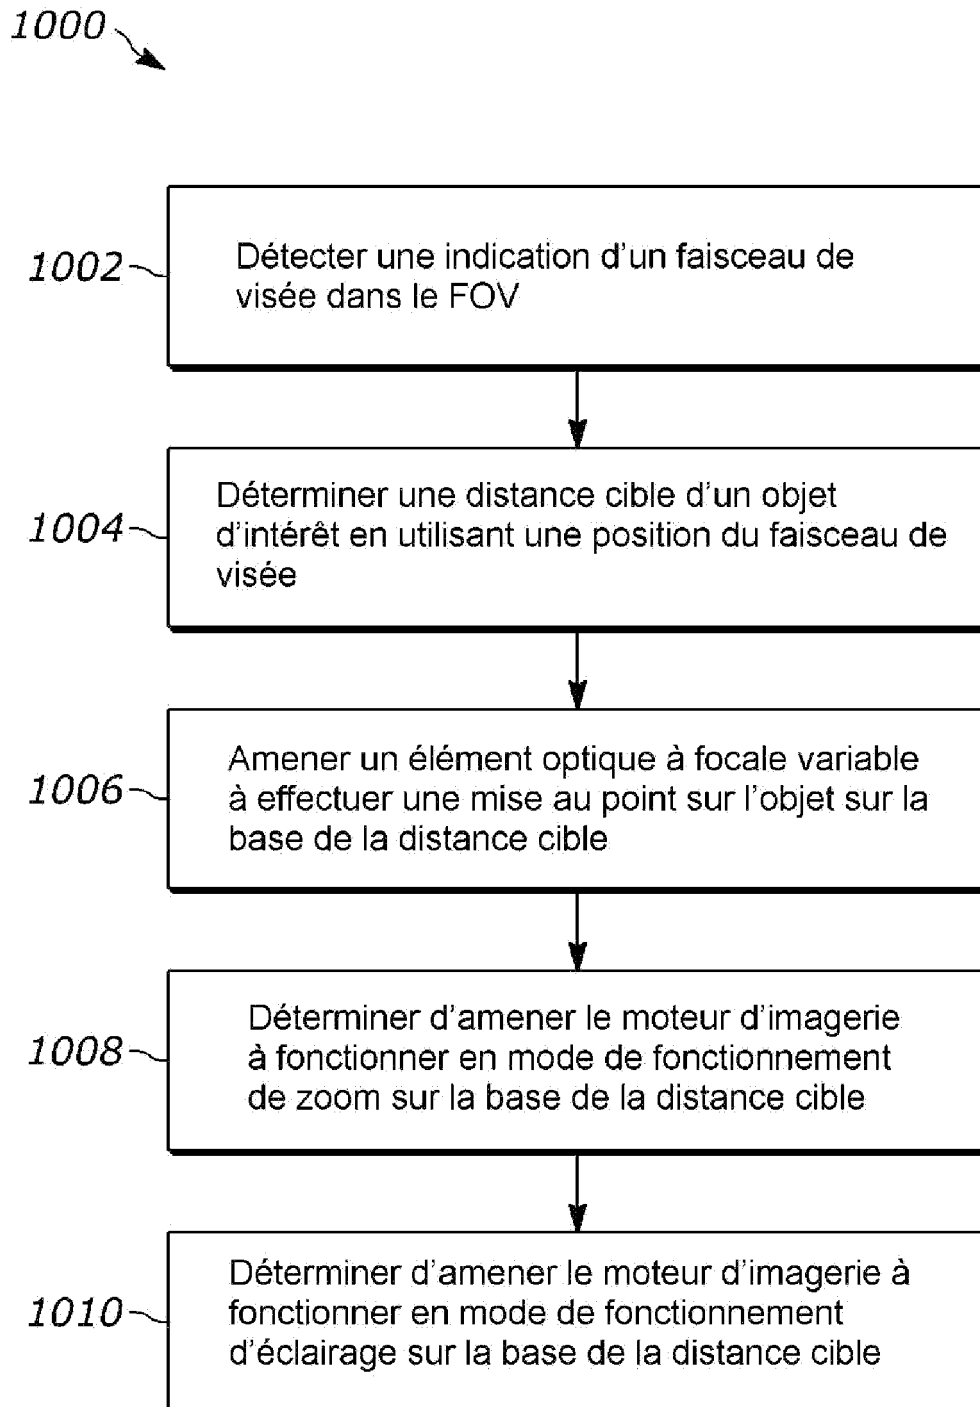 1000
1002
Détecter une indication d'un faisceau de
visée dans le FOV
1004
Déterminer une distance cible d'un objet
d'intérêt en utilisant une position du faisceau de
visée
1006
Amener un élément optique à focale variable
à effectuer une mise au point sur l'objet sur la
base de la distance cible
1008
Déterminer d'amener le moteur d'imagerie
à fonctionner en mode de fonctionnement
de zoom sur la base de la distance cible
1010
Déterminer d'amener le moteur d'imagerie à
fonctionner en mode de fonctionnement
d'éclairage sur la base de la distance cible